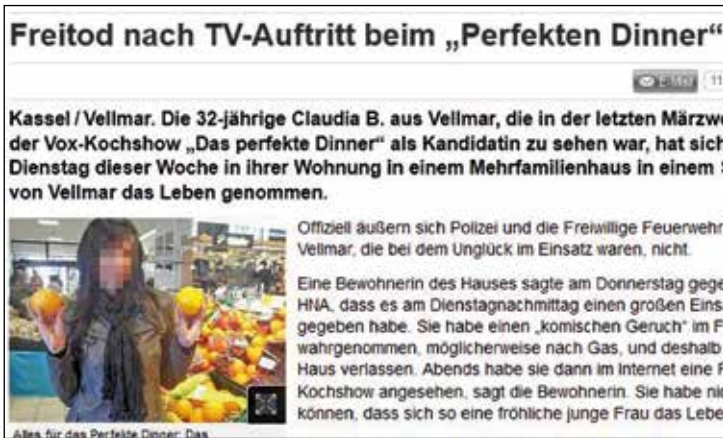 Freitod nach TV-Auftritt beim „Perfekten Dinner“
E-Mail 11
Kassel / Vellmar. Die 32-jährige Claudia B. aus Vellmar, die in der letzten Märzwo
der Vox-Kochshow „Das perfekte Dinner“ als Kandidatin zu sehen war, hat sich
Dienstag dieser Woche in ihrer Wohnung in einem Mehrfamilienhaus in einem S
von Vellmar das Leben genommen.
Offiziell äußern sich Polizei und die Freiwillige Feuerwehr
Vellmar, die bei dem Unglück im Einsatz waren, nicht.
Eine Bewohnerin des Hauses sagte am Donnerstag gege
HNA, dass es am Dienstagnachmittag einen großen Eins
gegeben habe. Sie habe einen „komischen Geruch“ im F
wahrgenommen, möglicherweise nach Gas, und deshalb
Haus verlassen. Abends habe sie dann im Internet eine F
Kochshow angesehen, sagt die Bewohnerin. Sie habe nic
können, dass sich so eine fröhliche junge Frau das Lebe
Alles für das Perfekte Dinner: Das